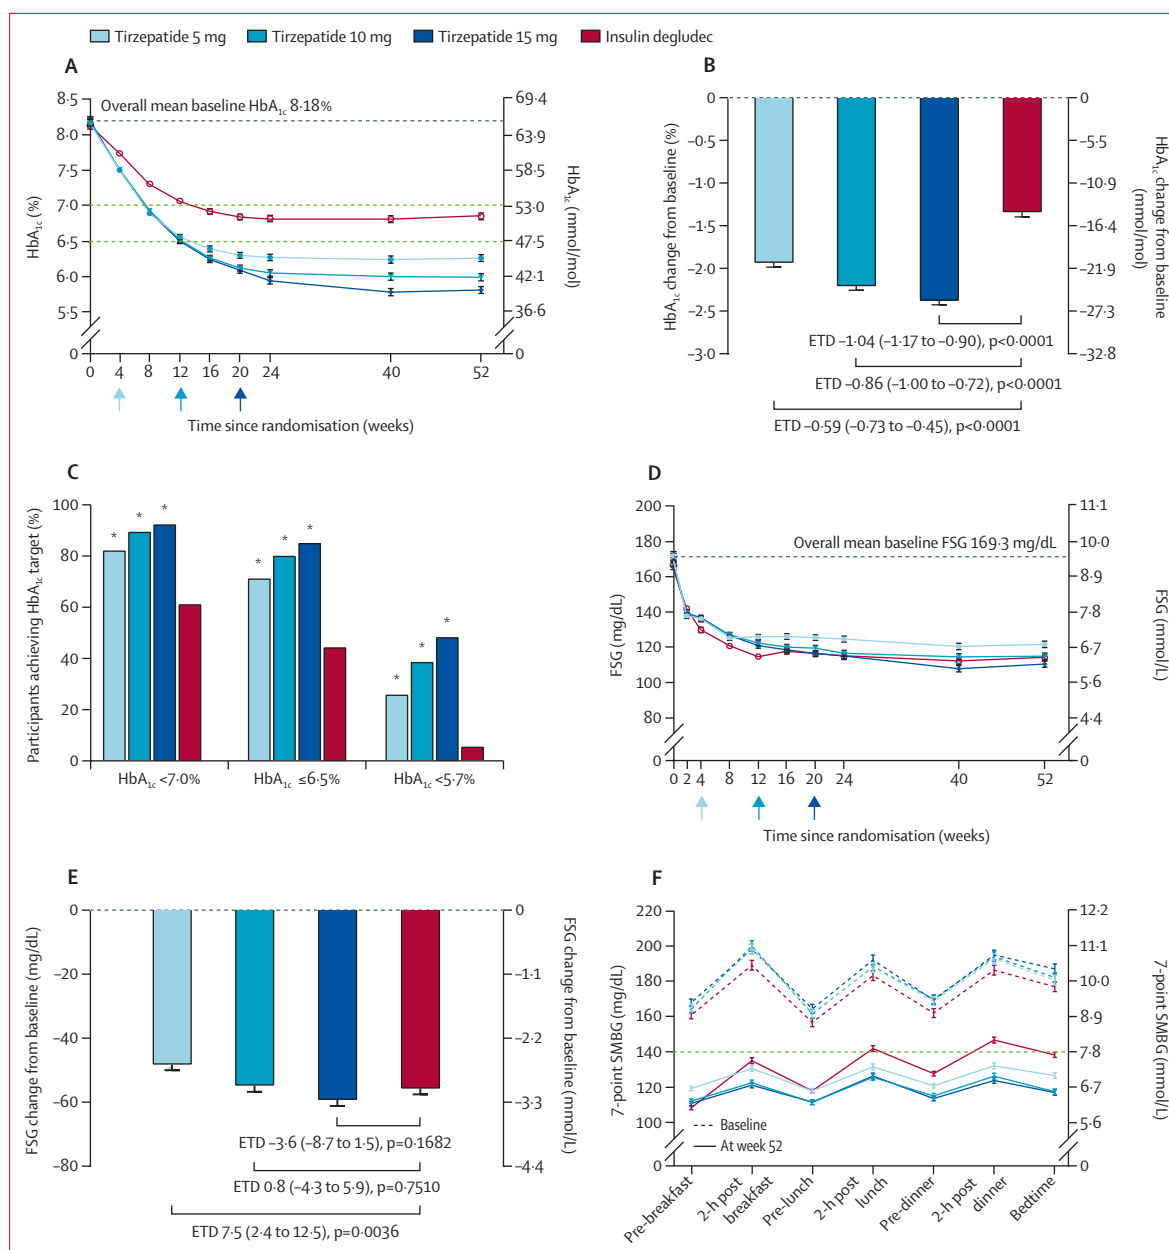 Tirzepatide 5 mg Tirzepatide 10 mg Tirzepatide 15 mg Insulin degludec
A
Overall mean baseline HbA1c 8·18%
HbA1c (%)
8·5
8·0
7·5
7·0
6·5
6·0
5·5
0
69·4
63·9
58·5
53·0
47·5
42·1
36·6
0
HbA1c (mmol/mol)
0 4 8 12 16 20 24 40 52
Time since randomisation (weeks)
B
HbA1c change from baseline (%)
0
–0·5
–1·0
–1·5
–2·0
–2·5
–3·0
0
–5·5
–10·9
–16·4
–21·9
–27·3
–32·8
HbA1c change from baseline
(mmol/mol)
ETD –1·04 (–1·17 to –0·90), p<0·0001
ETD –0·86 (–1·00 to –0·72), p<0·0001
ETD –0·59 (–0·73 to –0·45), p<0·0001
C
Participants achieving HbA1c target (%)
100
80
60
40
20
0
* * *
* * *
* * *
HbA1c <7·0% HbA1c ≤6·5% HbA1c <5·7%
D
FSG (mg/dL)
200
180
160
140
120
100
80
0
Overall mean baseline FSG 169·3 mg/dL
11·1
10·0
8·9
7·8
6·7
5·6
4·4
0
FSG (mmol/L)
0 2 4 8 12 16 20 24 40 52
Time since randomisation (weeks)
E
FSG change from baseline (mg/dL)
0
–20
–40
–60
–80
0
–1·1
–2·2
–3·3
–4·4
FSG change from baseline (mmol/L)
ETD –3·6 (–8·7 to 1·5), p=0·1682
ETD 0·8 (–4·3 to 5·9), p=0·7510
ETD 7·5 (2·4 to 12·5), p=0·0036
F
7-point SMBG (mg/dL)
220
200
180
160
140
120
100
0
12·2
11·1
10·0
8·9
7·8
6·7
5·6
0
7-point SMBG (mmol/L)
Baseline
At week 52
Pre-breakfast
2-h post
breakfast
Pre-lunch
2-h post
lunch
Pre-dinner
2-h post
dinner
Bedtime